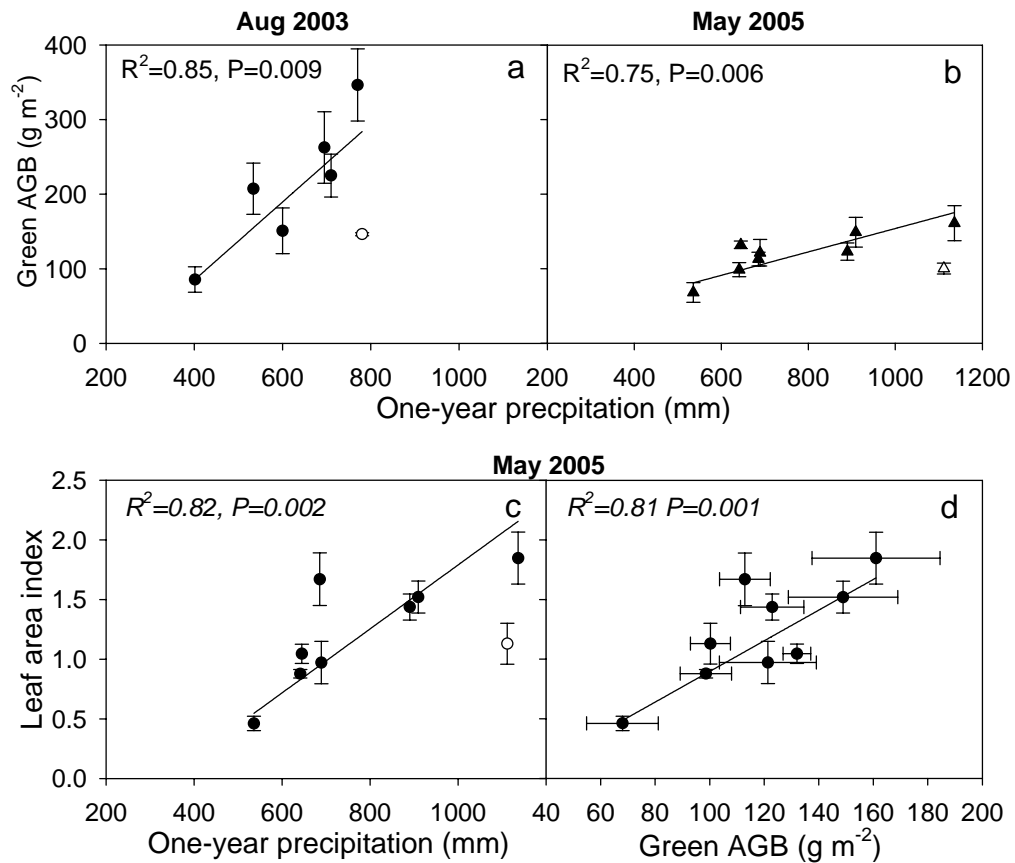 Aug 2003
May 2005
400
300
200
100
0
Green AGB (g m-2)
R2=0.85, P=0.009
a
R2=0.75, P=0.006
b
200 400 600 800 1000 200 600 800 1000 1200
One-year precpitation (mm)
May 2005
2.5
2.0
1.5
1.0
0.5
0.0
Leaf area index
R2=0.82, P=0.002
c
R2=0.81 P=0.001
d
200 400 600 800 1000 40 60 80 100 120 140 160 180 200
One-year precipitation (mm)
Green AGB (g m-2)